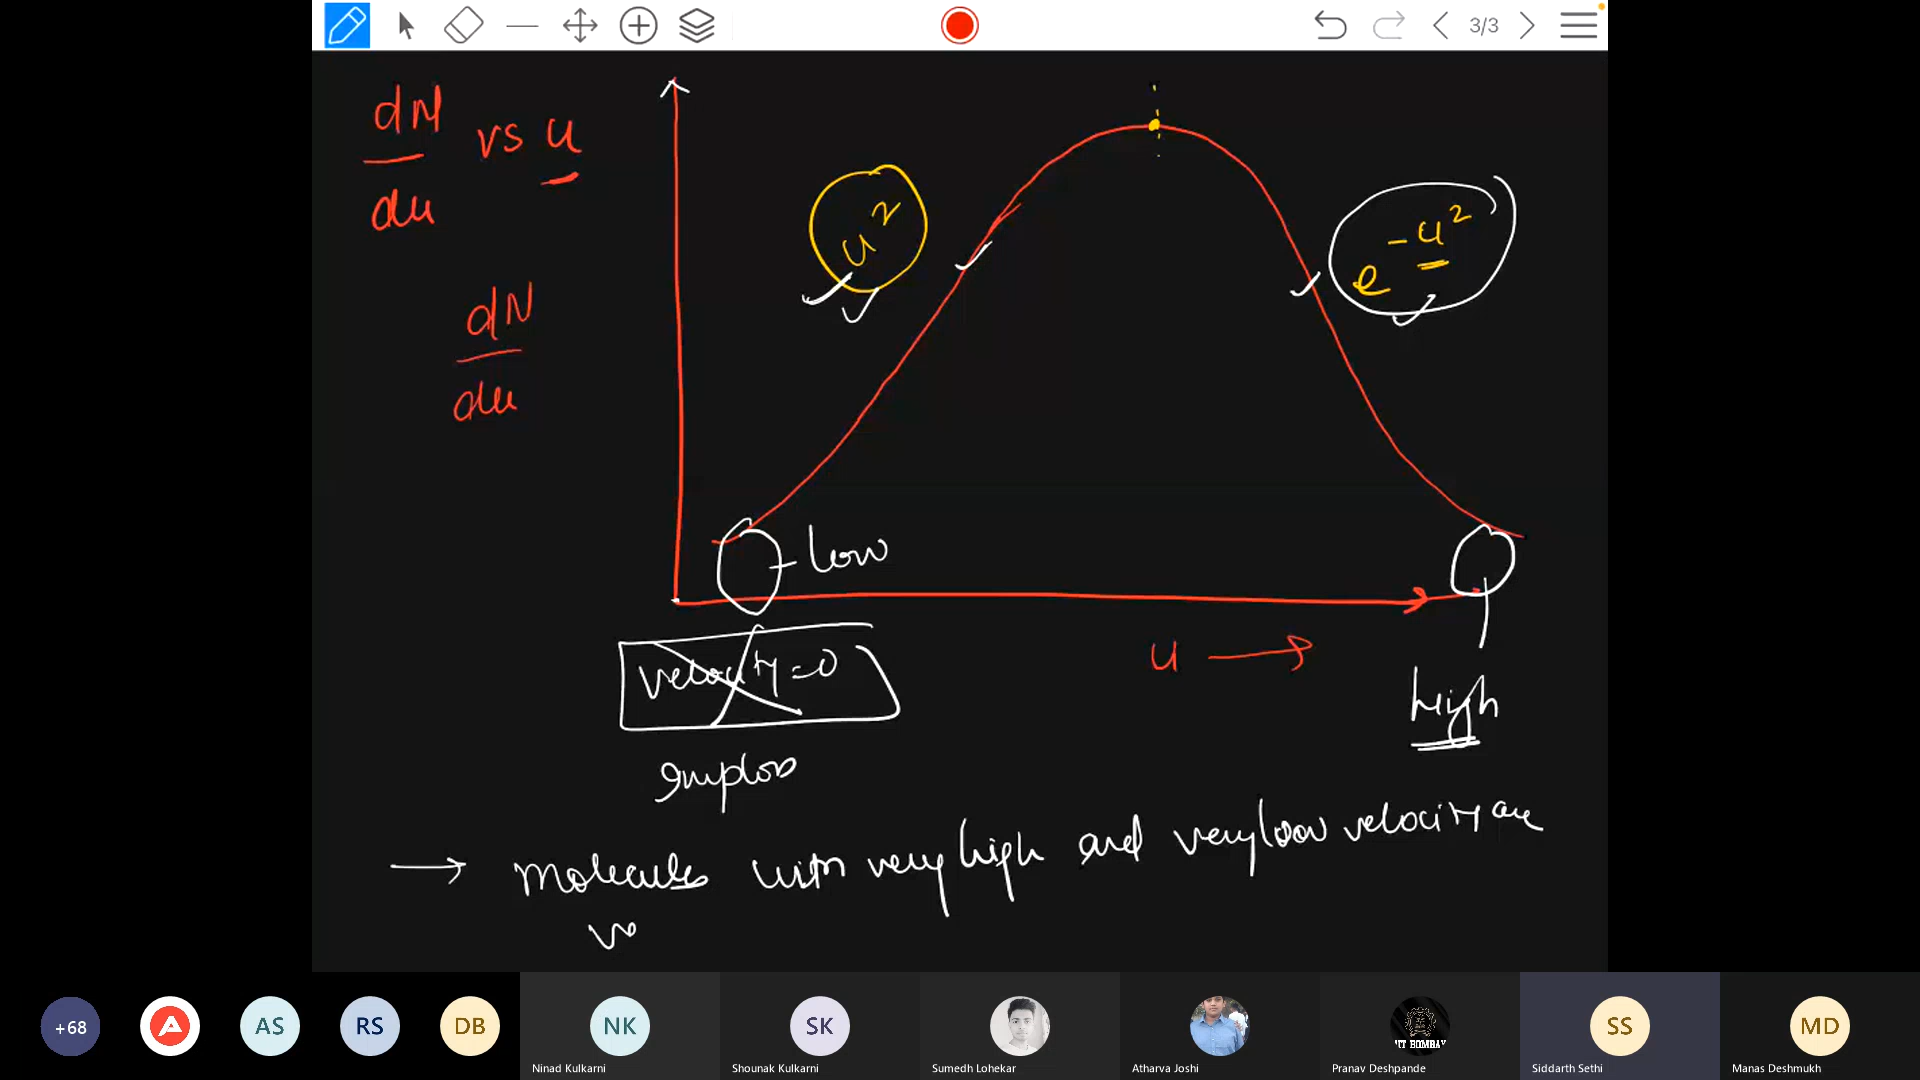 3/3
dN
du
vs u
u²
e^-u²
dN
du
low
velocity=0
u →
high
→ molecules with very high and very low velocity are
+68
AS
RS
DB
NK
SK
SS
MD
Ninad Kulkarni
Shounak Kulkarni
Sumedh Lohekar
Atharva Joshi
Pranav Deshpande
Siddarth Sethi
Manas Deshmukh